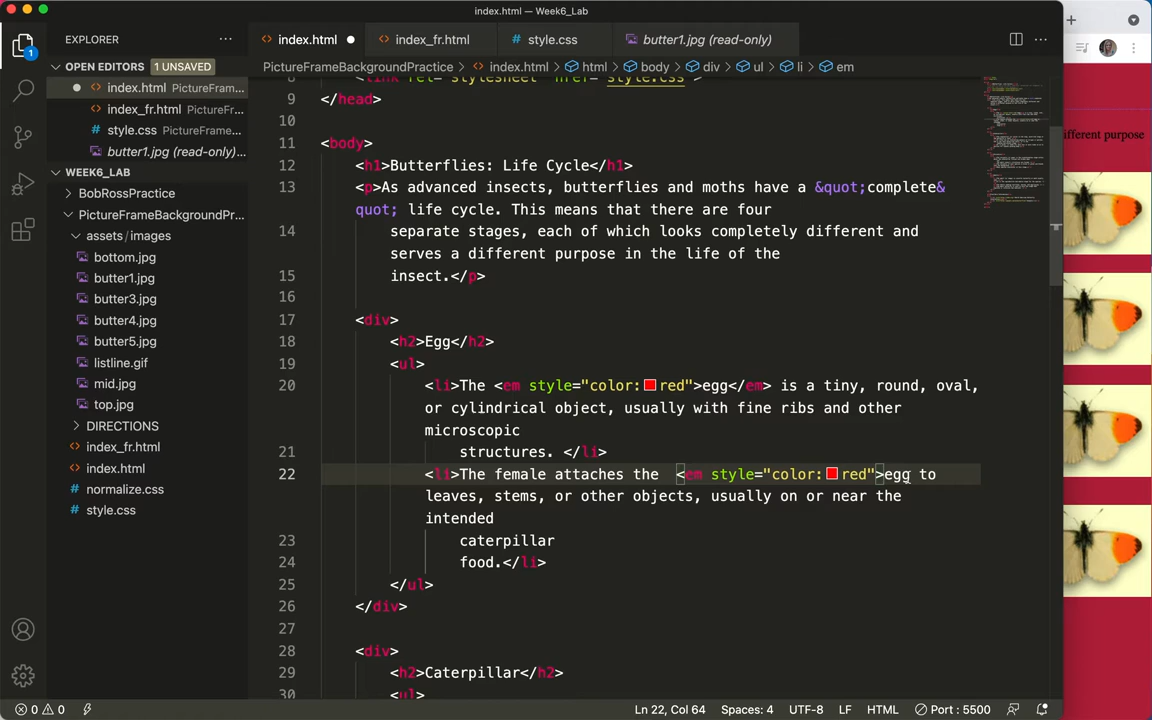 index.html — Week6_Lab
EXPLORER
index.html
index_fr.html
style.css
butter1.jpg (read-only)
OPEN EDITORS 1 UNSAVED
PictureFrameBackgroundPractice > index.html > html > body > div > ul > li > em
index.html PictureFram...
index_fr.html PictureFr...
style.css PictureFrame...
butter1.jpg (read-only)...
WEEK6_LAB
BobRossPractice
PictureFrameBackgroundPr...
assets/images
bottom.jpg
butter1.jpg
butter3.jpg
butter4.jpg
butter5.jpg
listline.gif
mid.jpg
top.jpg
DIRECTIONS
index_fr.html
index.html
normalize.css
style.css
8 <link rel="stylesheet" href="style.css">
9 </head>
10
11 <body>
12 <h1>Butterflies: Life Cycle</h1>
13 <p>As advanced insects, butterflies and moths have a &quot;complete&
quot; life cycle. This means that there are four
14 separate stages, each of which looks completely different and
serves a different purpose in the life of the
15 insect.</p>
16
17 <div>
18 <h2>Egg</h2>
19 <ul>
20 <li>The <em style="color:red">egg</em> is a tiny, round, oval,
or cylindrical object, usually with fine ribs and other
microscopic
21 structures. </li>
22 <li>The female attaches the  <em style="color:red">egg to
leaves, stems, or other objects, usually on or near the
intended
23 caterpillar
24 food.</li>
25 </ul>
26 </div>
27
28 <div>
29 <h2>Caterpillar</h2>
30 <ul>
ifferent purpose
1
0 0
Ln 22, Col 64
Spaces: 4
UTF-8
LF
HTML
Port : 5500